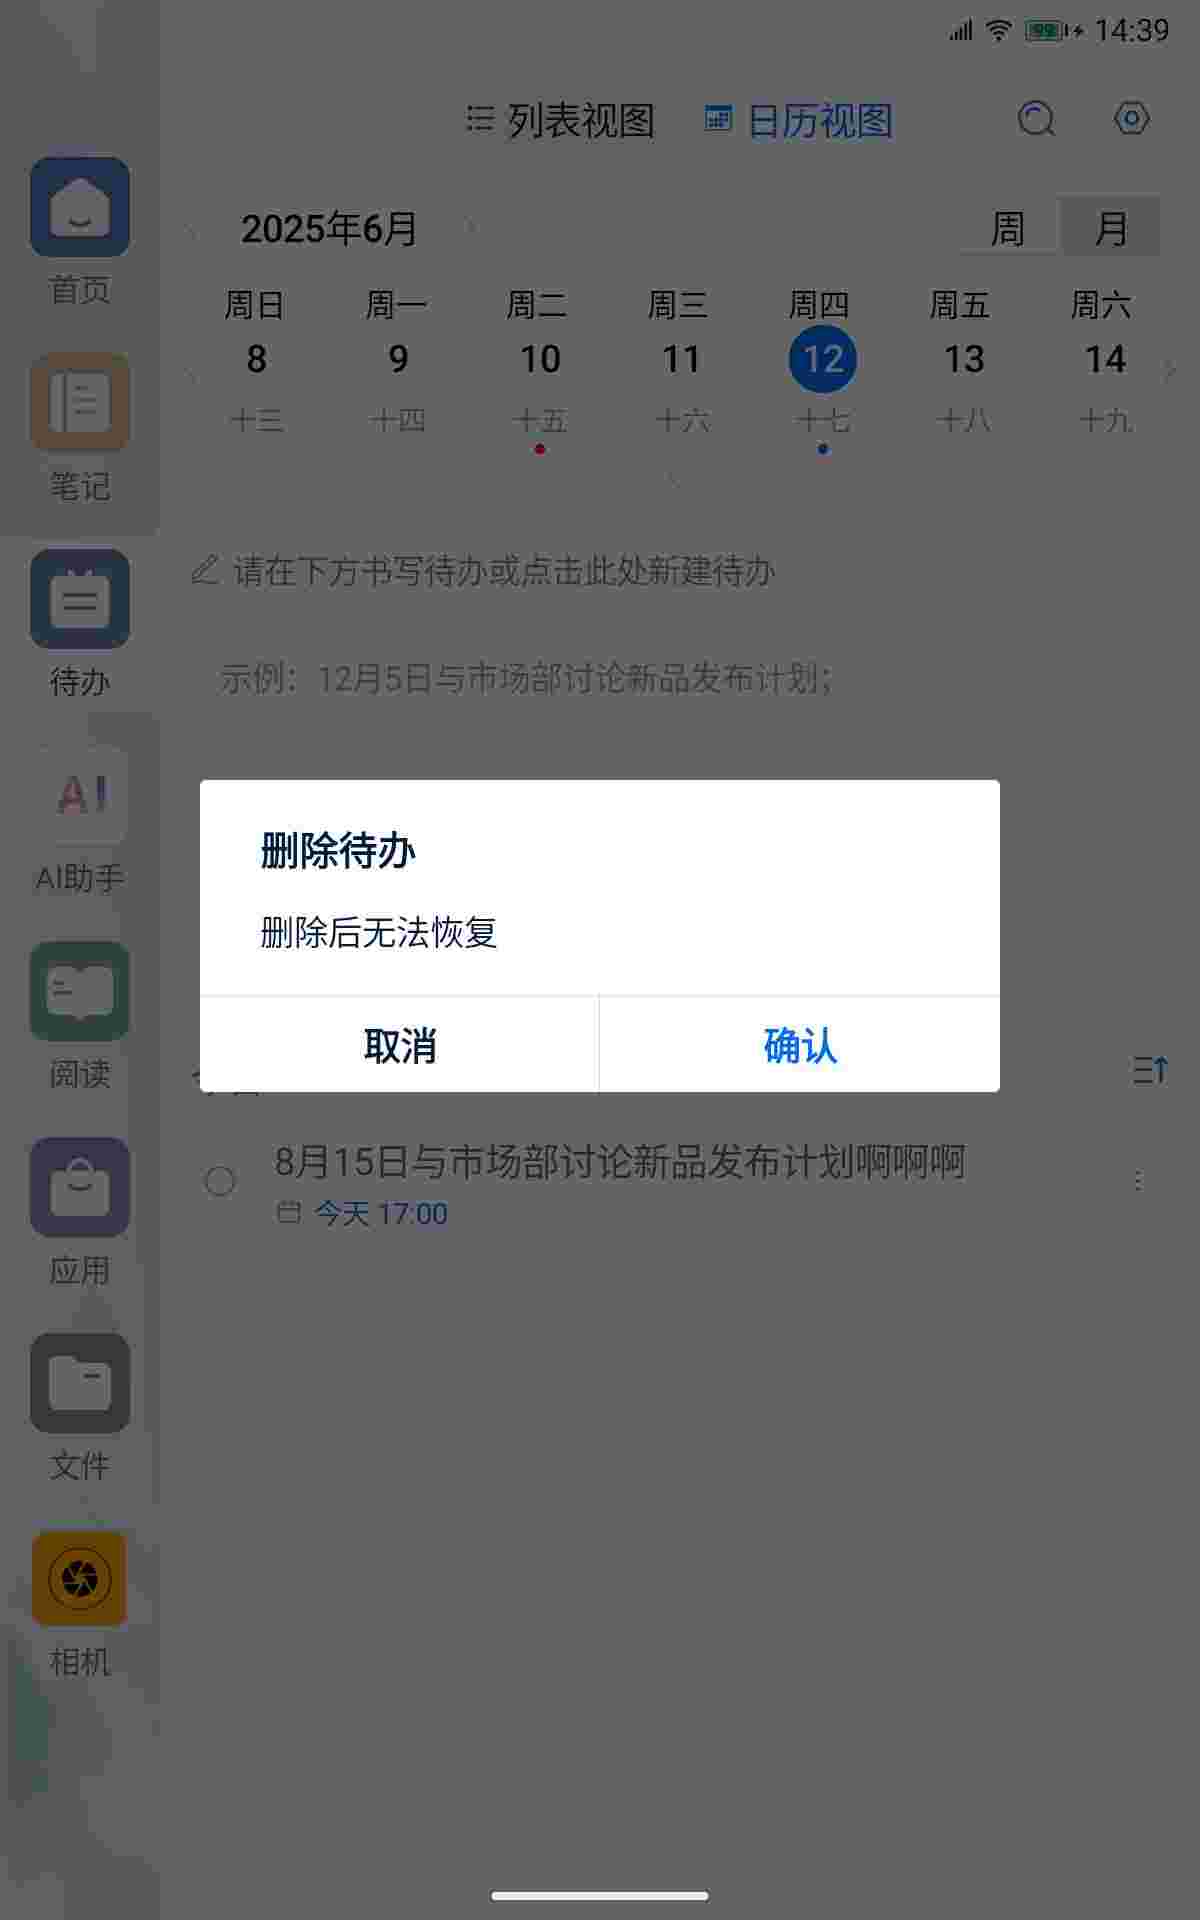 99 14:39
列表视图 日历视图
2025年6月 周 月
周日 周一 周二 周三 周四 周五 周六
8 9 10 11 12 13 14
十三 十四 十五 十六 十七 十八 十九
请在下方书写待办或点击此处新建待办
示例：12月5日与市场部讨论新品发布计划；
首页
笔记
待办
AI
AI助手
阅读
应用
文件
相机
删除待办
删除后无法恢复
取消 确认
8月15日与市场部讨论新品发布计划啊啊啊
今天 17:00